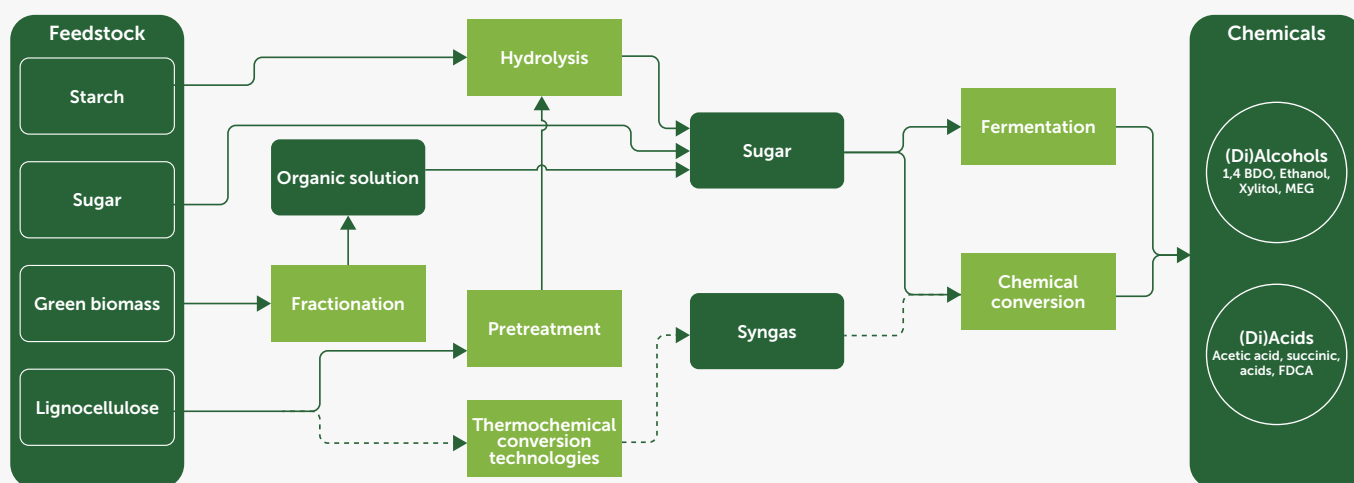 Feedstock
Starch
Sugar
Green biomass
Lignocellulose
Organic solution
Fractionation
Hydrolysis
Pretreatment
Thermochemical
conversion
technologies
Sugar
Syngas
Fermentation
Chemical
conversion
Chemicals
(Di)Alcohols
1,4 BDO, Ethanol,
Xylitol, MEG
(Di)Acids
Acetic acid, succinic,
acids, FDCA